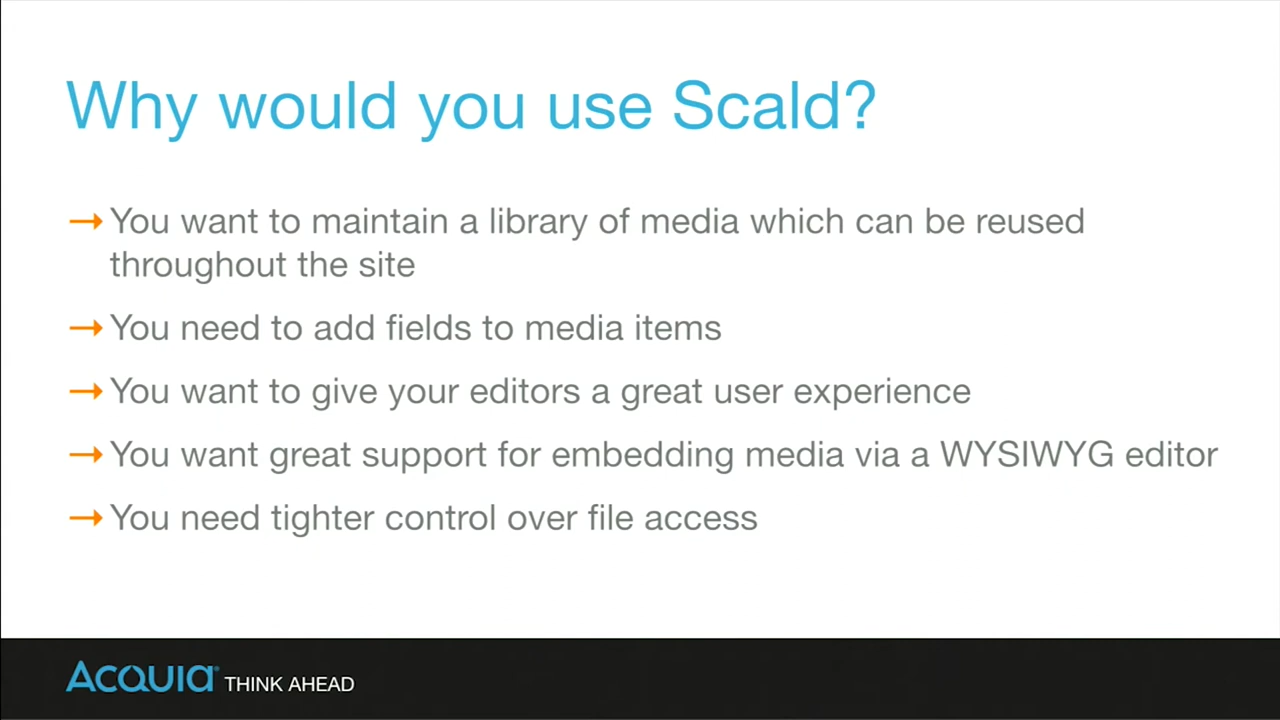 Why would you use Scald?
→ You want to maintain a library of media which can be reused
throughout the site
→ You need to add fields to media items
→ You want to give your editors a great user experience
→ You want great support for embedding media via a WYSIWYG editor
→ You need tighter control over file access
ACQUIA® THINK AHEAD